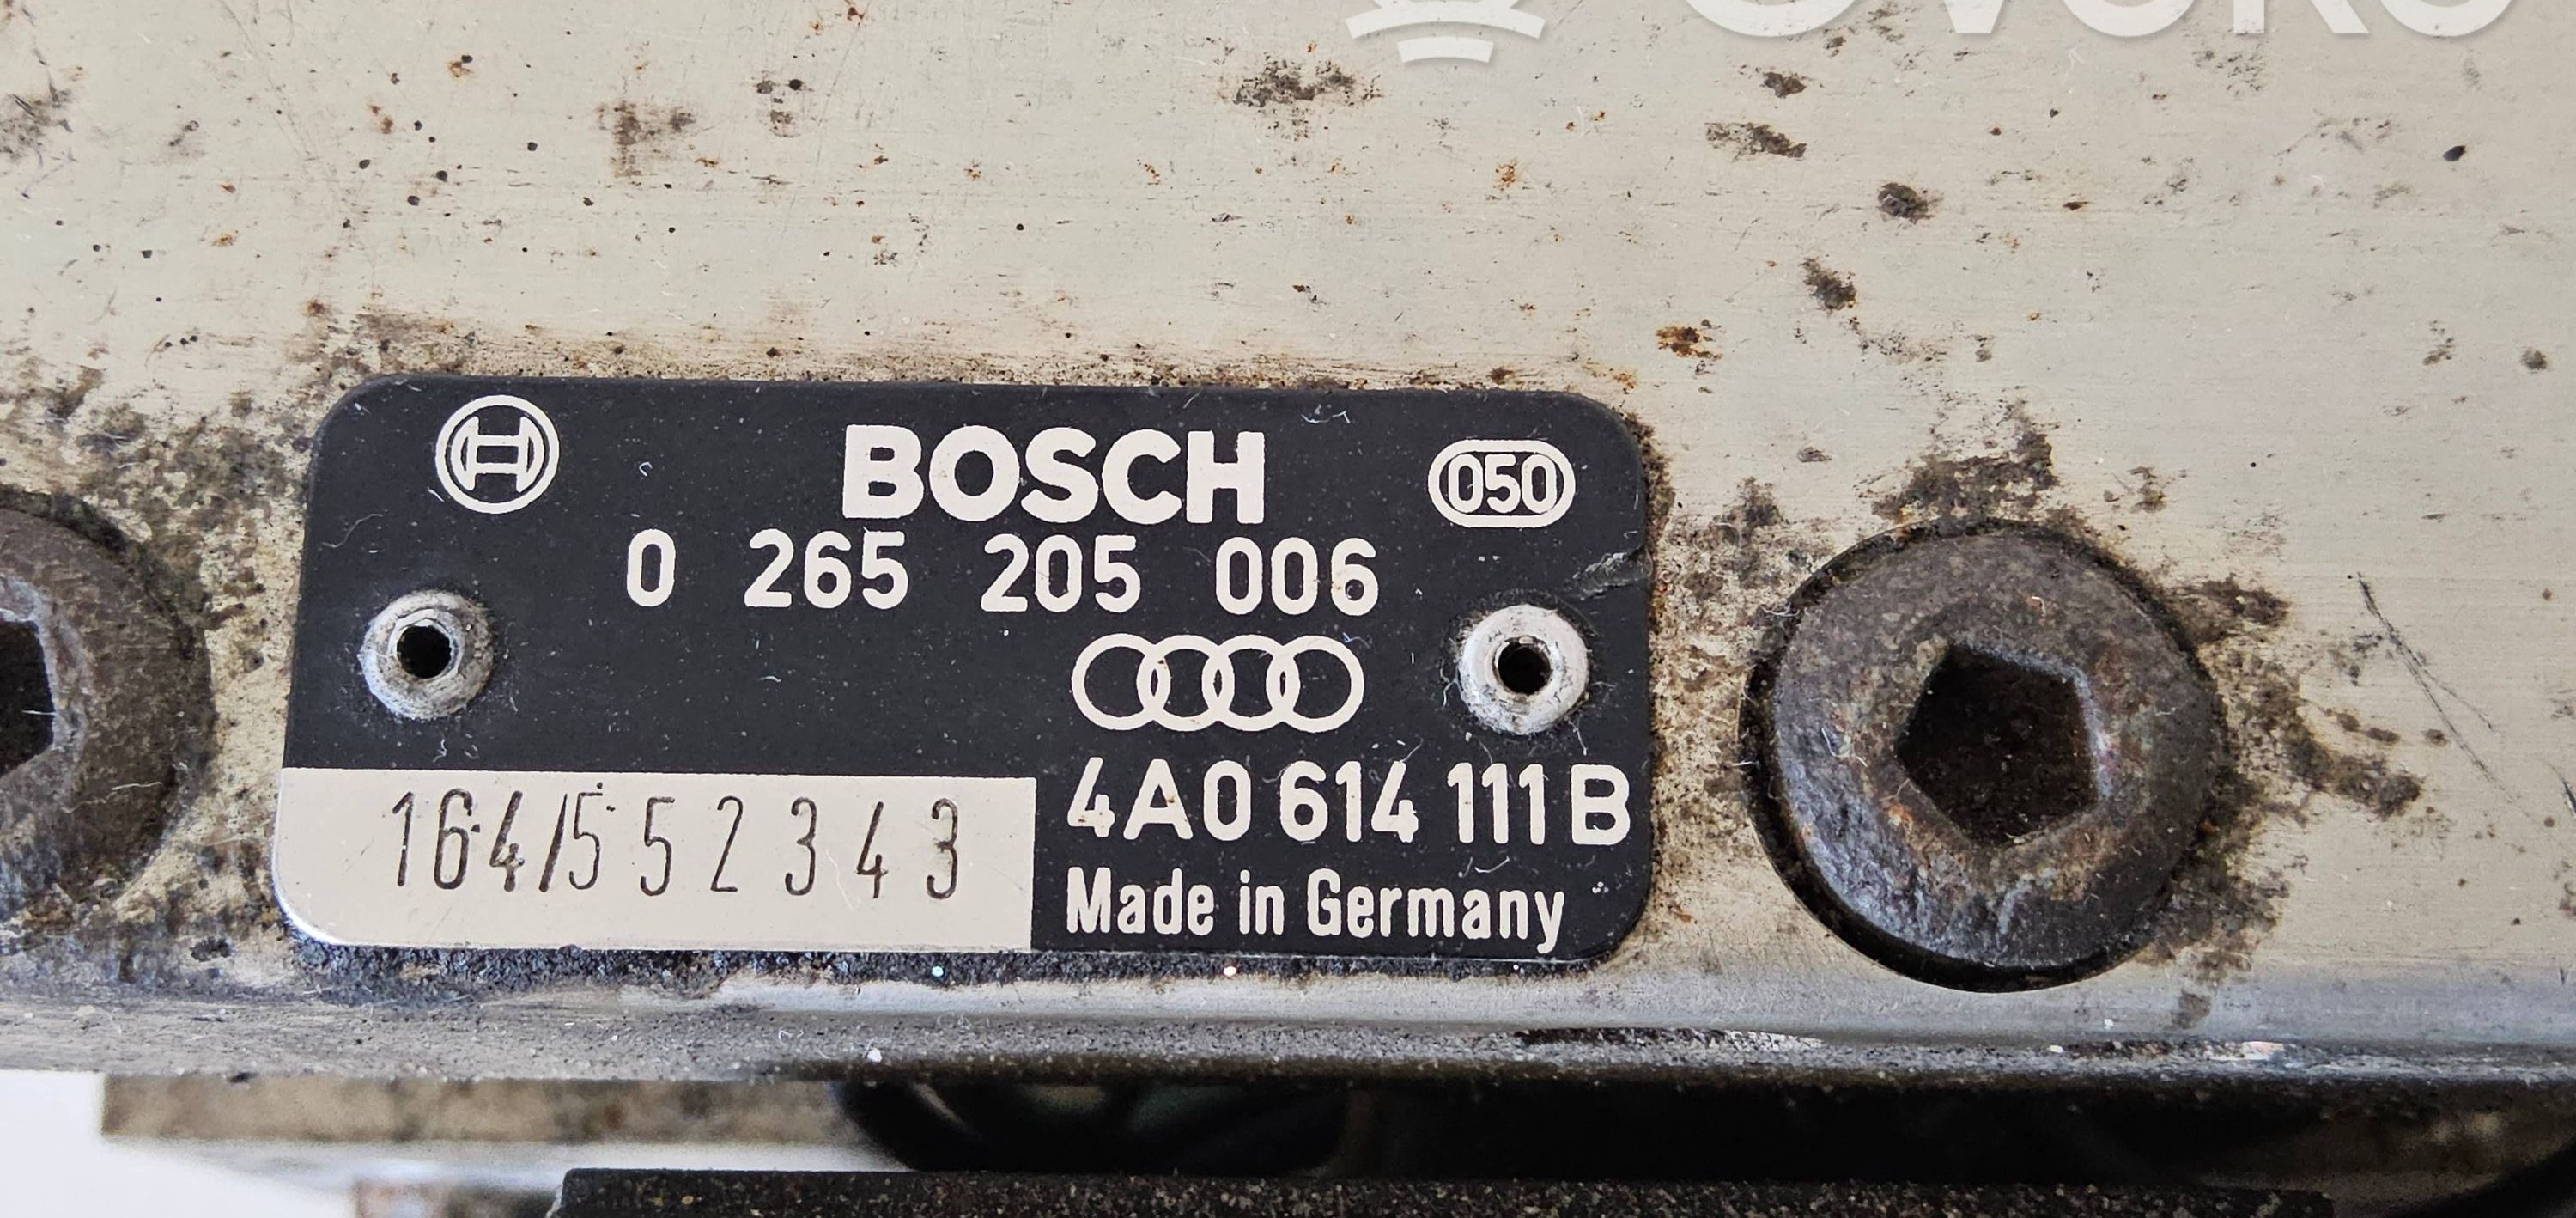 BOSCH
050
0 265 205 006
4A0 614 111 B
164/552343
Made in Germany